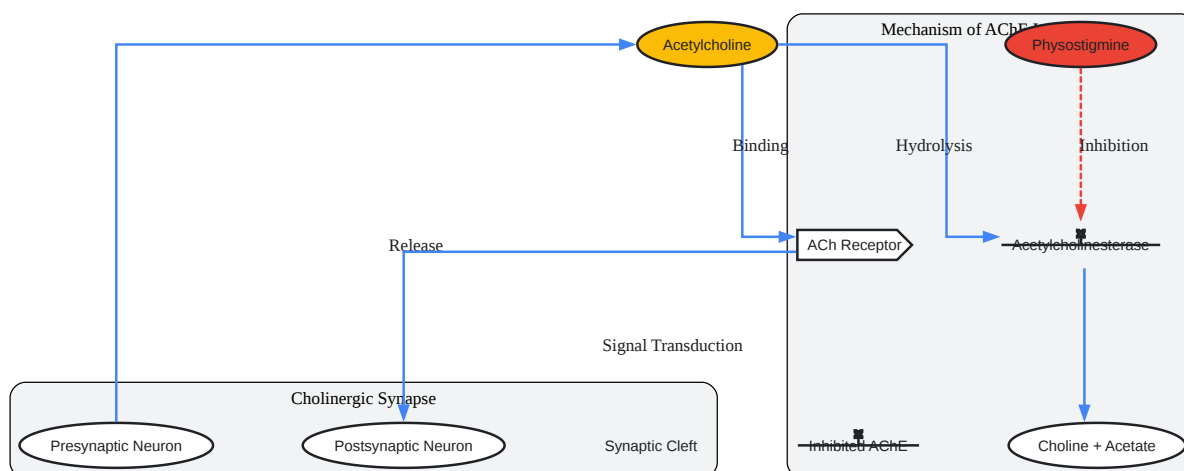 Mechanism of AChE I
Acetylcholine
Physostigmine
Binding
Hydrolysis
Inhibition
Release
ACh Receptor
Acetylcholinesterase
Signal Transduction
Cholinergic Synapse
Presynaptic Neuron
Postsynaptic Neuron
Synaptic Cleft
Inhibited AChE
Choline + Acetate